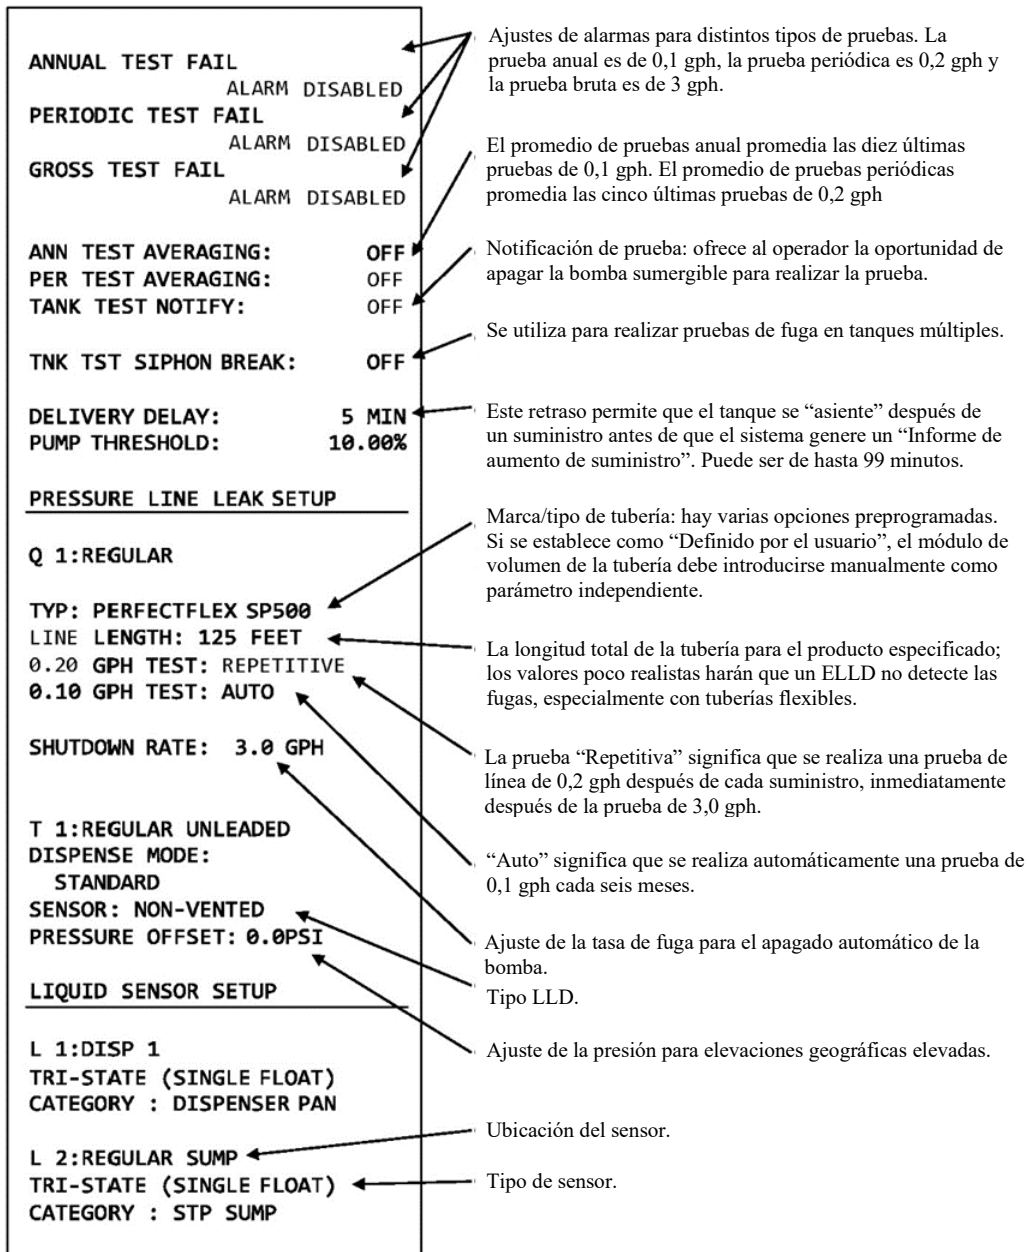 ANNUAL TEST FAIL
ALARM DISABLED
PERIODIC TEST FAIL
ALARM DISABLED
GROSS TEST FAIL
ALARM DISABLED
ANN TEST AVERAGING: OFF
PER TEST AVERAGING: OFF
TANK TEST NOTIFY: OFF
TNK TST SIPHON BREAK: OFF
DELIVERY DELAY: 5 MIN
PUMP THRESHOLD: 10.00%
PRESSURE LINE LEAK SETUP
Q 1:REGULAR
TYP: PERFECTFLEX SP500
LINE LENGTH: 125 FEET
0.20 GPH TEST: REPETITIVE
0.10 GPH TEST: AUTO
SHUTDOWN RATE: 3.0 GPH
T 1:REGULAR UNLEADED
DISPENSE MODE:
STANDARD
SENSOR: NON-VENTED
PRESSURE OFFSET: 0.0PSI
LIQUID SENSOR SETUP
L 1:DISP 1
TRI-STATE (SINGLE FLOAT)
CATEGORY : DISPENSER PAN
L 2:REGULAR SUMP
TRI-STATE (SINGLE FLOAT)
CATEGORY : STP SUMP
Ajustes de alarmas para distintos tipos de pruebas. La
prueba anual es de 0,1 gph, la prueba periódica es 0,2 gph y
la prueba bruta es de 3 gph.
El promedio de pruebas anual promedia las diez últimas
pruebas de 0,1 gph. El promedio de pruebas periódicas
promedia las cinco últimas pruebas de 0,2 gph
Notificación de prueba: ofrece al operador la oportunidad de
apagar la bomba sumergible para realizar la prueba.
Se utiliza para realizar pruebas de fuga en tanques múltiples.
Este retraso permite que el tanque se “asiente” después de
un suministro antes de que el sistema genere un “Informe de
aumento de suministro”. Puede ser de hasta 99 minutos.
Marca/tipo de tubería: hay varias opciones preprogramadas.
Si se establece como “Definido por el usuario”, el módulo de
volumen de la tubería debe introducirse manualmente como
parámetro independiente.
La longitud total de la tubería para el producto especificado;
los valores poco realistas harán que un ELLD no detecte las
fugas, especialmente con tuberías flexibles.
La prueba “Repetitiva” significa que se realiza una prueba de
línea de 0,2 gph después de cada suministro, inmediatamente
después de la prueba de 3,0 gph.
“Auto” significa que se realiza automáticamente una prueba de
0,1 gph cada seis meses.
Ajuste de la tasa de fuga para el apagado automático de la
bomba.
Tipo LLD.
Ajuste de la presión para elevaciones geográficas elevadas.
Ubicación del sensor.
Tipo de sensor.